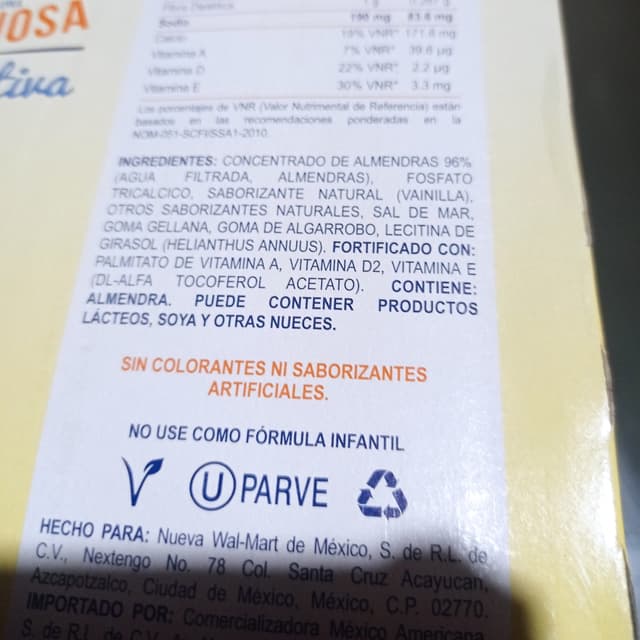 IOSA
tiva
Fibra Dietética
Sodio 190 mg 83.6 mg
Calcio 19% VNR* 171.6 mg
Vitamina A 7% VNR* 39.6 µg
Vitamina D 22% VNR* 2.2 µg
Vitamina E 30% VNR* 3.3 mg
Los porcentajes de VNR (Valor Nutrimental de Referencia) están
basados en las recomendaciones ponderadas en la
NOM-051-SCFI/SSA1-2010.
INGREDIENTES: CONCENTRADO DE ALMENDRAS 96%
(AGUA FILTRADA, ALMENDRAS), FOSFATO
TRICALCICO, SABORIZANTE NATURAL (VAINILLA),
OTROS SABORIZANTES NATURALES, SAL DE MAR,
GOMA GELLANA, GOMA DE ALGARROBO, LECITINA DE
GIRASOL (HELIANTHUS ANNUUS). FORTIFICADO CON:
PALMITATO DE VITAMINA A, VITAMINA D2, VITAMINA E
(DL-ALFA TOCOFEROL ACETATO). CONTIENE:
ALMENDRA. PUEDE CONTENER PRODUCTOS
LÁCTEOS, SOYA Y OTRAS NUECES.
SIN COLORANTES NI SABORIZANTES
ARTIFICIALES.
NO USE COMO FÓRMULA INFANTIL
V U PARVE
HECHO PARA: Nueva Wal-Mart de México, S. de R.L. de
C.V., Nextengo No. 78 Col. Santa Cruz Acayucan,
Azcapotzalco, Ciudad de México, México, C.P. 02770.
IMPORTADO POR: Comercializadora México Americana,
S. de R.L. de C.V.